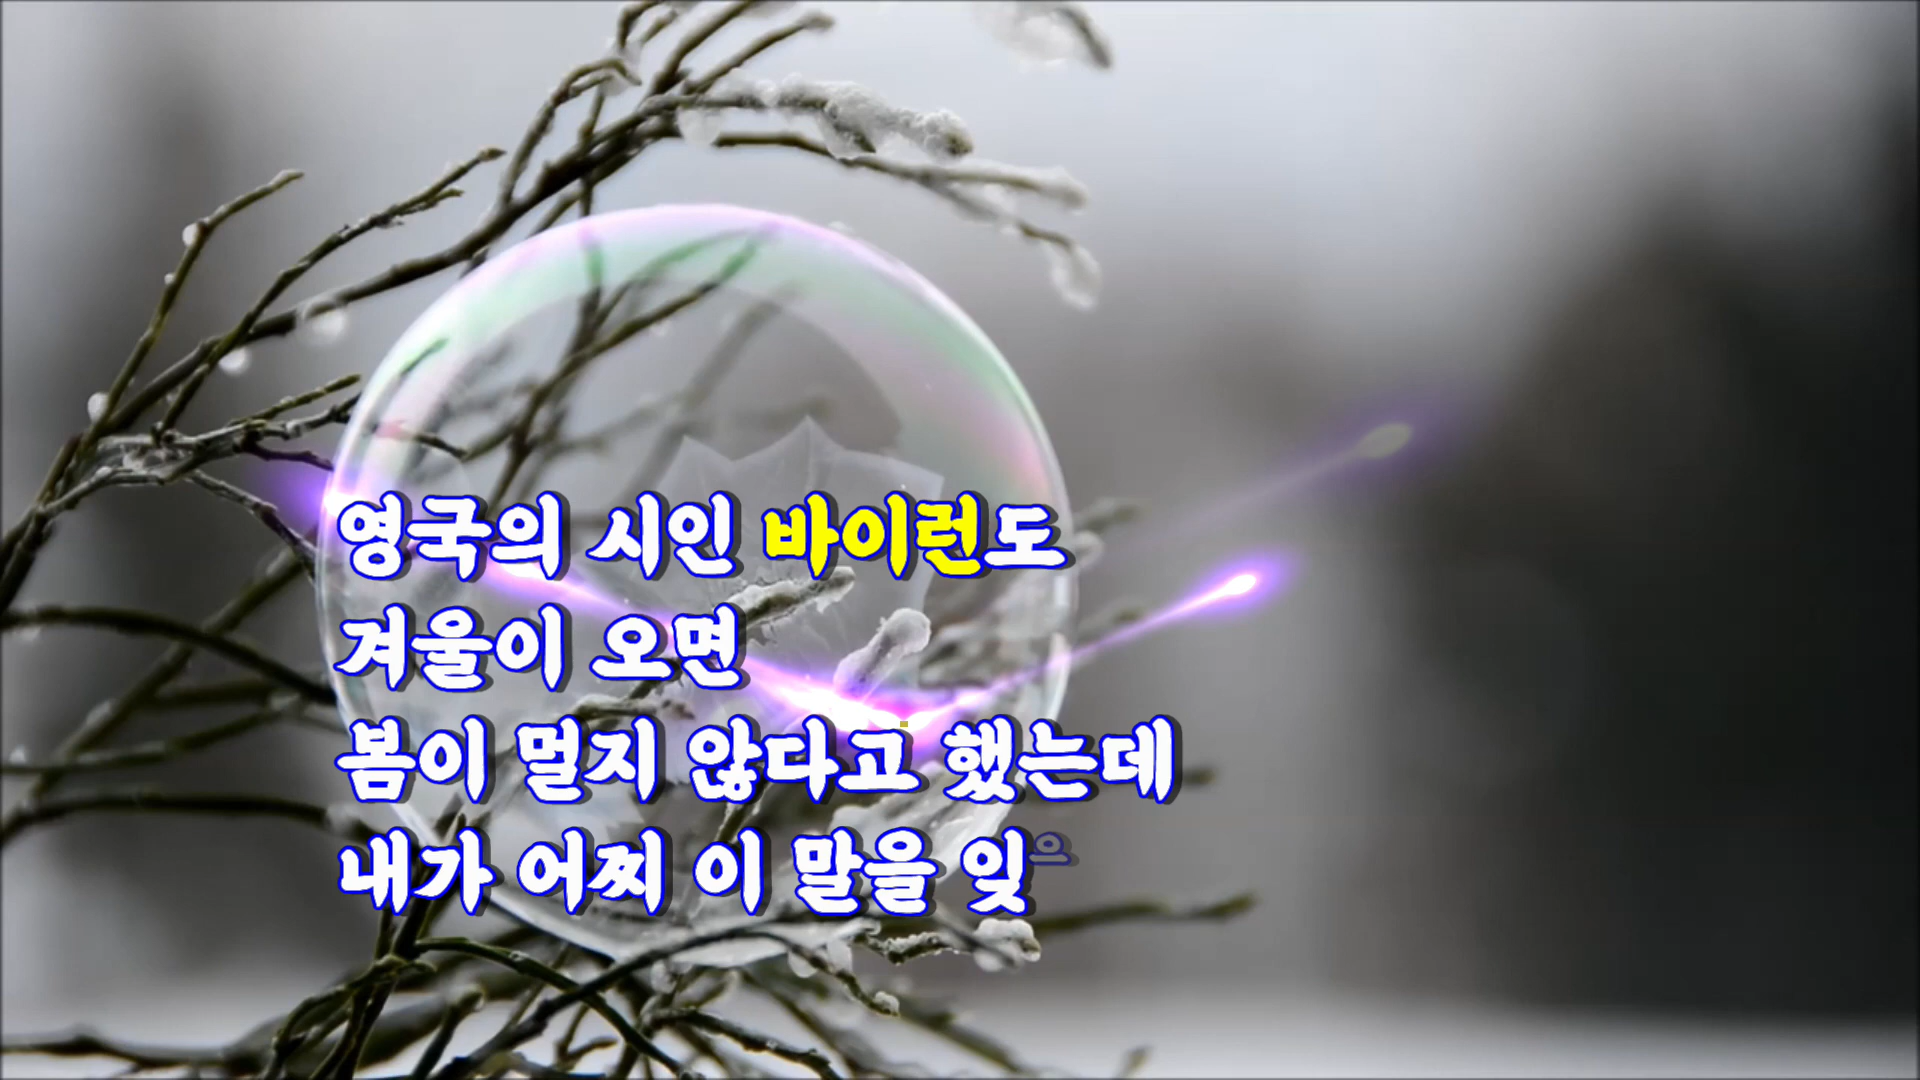 영국의 시인 바이런도
겨울이 오면
봄이 멀지 않다고 했는데
내가 어찌 이 말을 잊으